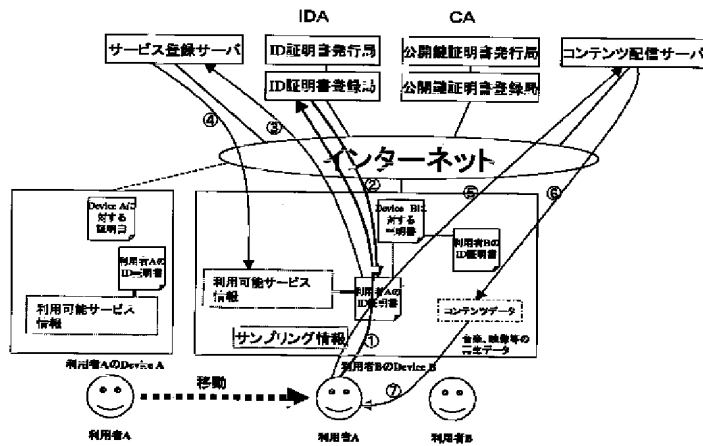 IDA
CA
サービス登録サーバ
ID証明書発行局
公開鍵証明書発行局
コンテンツ配信サーバ
ID証明書登録局
公開鍵証明書登録局
④
③
インターネット
②
⑤
⑥
Device Aに
対する
証明書
Device Bに
対する
証明書
利用者Aの
ID証明書
利用者Bの
ID証明書
利用可能サービス
情報
利用可能サービス
情報
利用者Aの
ID証明書
コンテンツデータ
サンプリング情報
①
音楽、映像等の
利用者AのDevice A
利用者BのDevice B
移動
⑦
利用者A
利用者A
利用者B